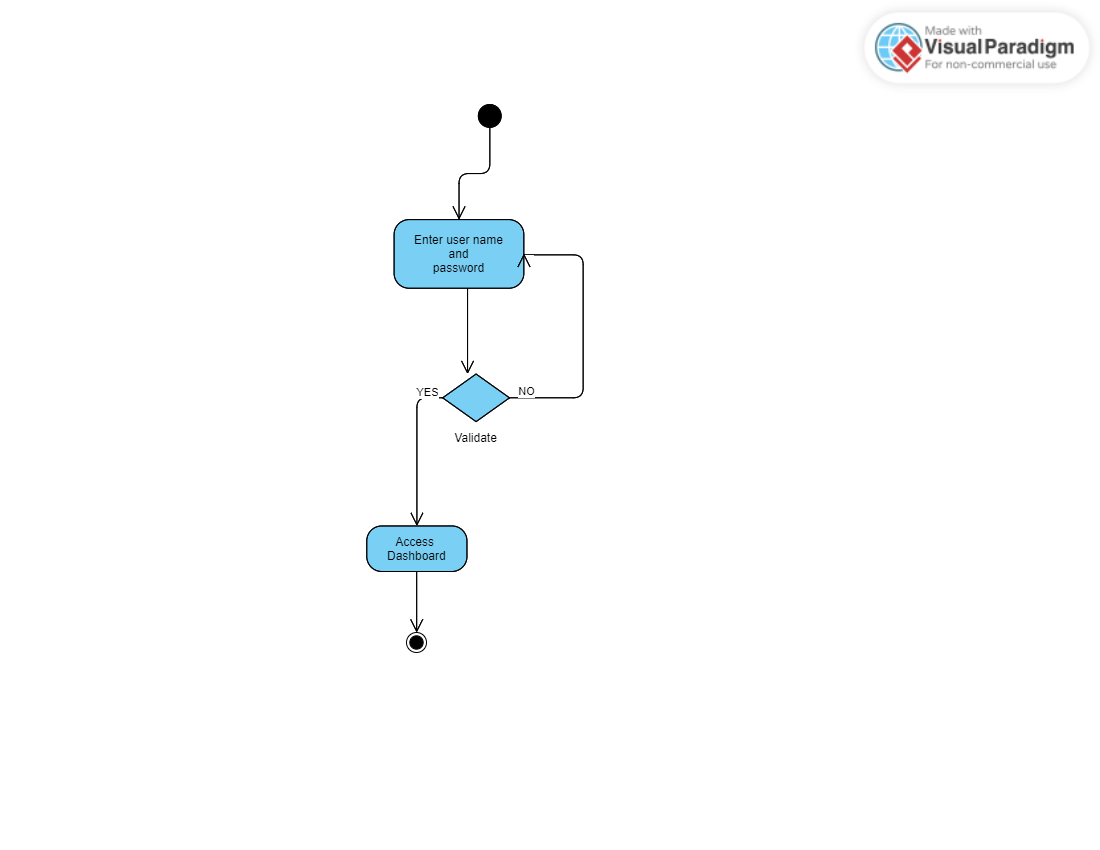 Made with
Visual Paradigm
For non-commercial use
Enter user name
and
password
YES
NO
Validate
Access
Dashboard